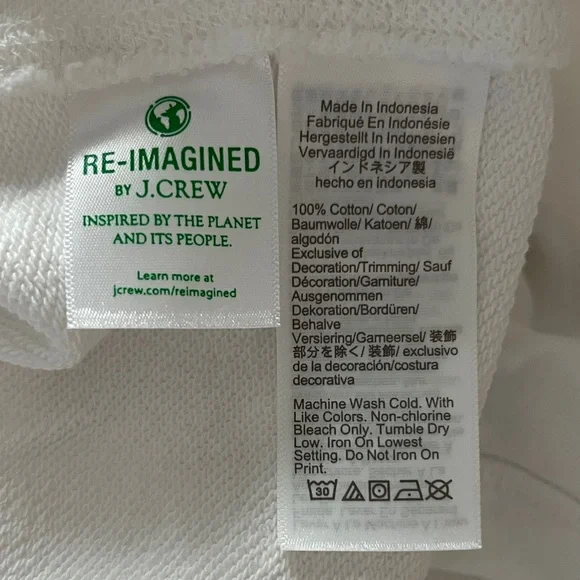 RE-IMAGINED
BY J.CREW
INSPIRED BY THE PLANET
AND ITS PEOPLE.
Learn more at
jcrew.com/reimagined
Made In Indonesia
Fabriqué En Indonésie
Hergestellt In Indonesien
Vervaardigd In Indonesië
インドネシア製
hecho en indonesia
100% Cotton/ Coton/
Baumwolle/ Katoen/ 綿/
algodón
Exclusive of
Decoration/Trimming/ Sauf
Décoration/Garniture/
Ausgenommen
Dekoration/Bordüren/
Behalve
Versiering/Garneersel/ 装飾
部分を除く/ 装飾/ exclusivo
de la decoración/costura
decorativa
Machine Wash Cold. With
Like Colors. Non-chlorine
Bleach Only. Tumble Dry
Low. Iron On Lowest
Setting. Do Not Iron On
Print.
30